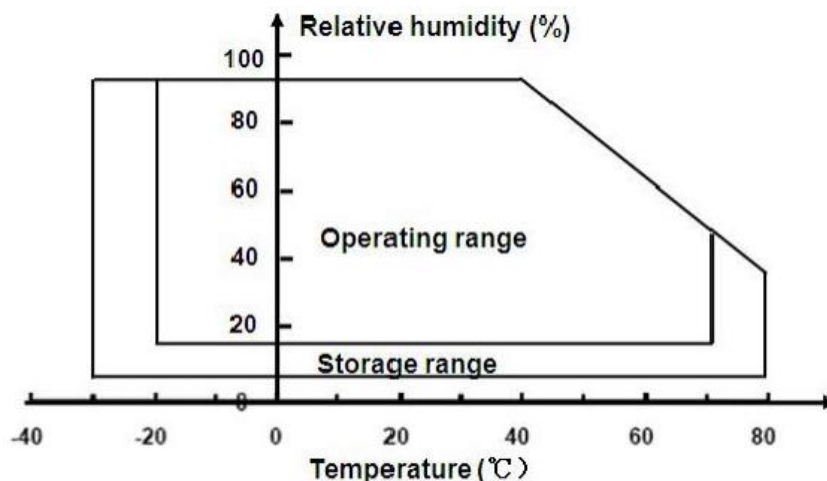 Relative humidity (%)
100
80
60
Operating range
40
20
Storage range
0
-40 -20 0 20 40 60 80
Temperature (℃)